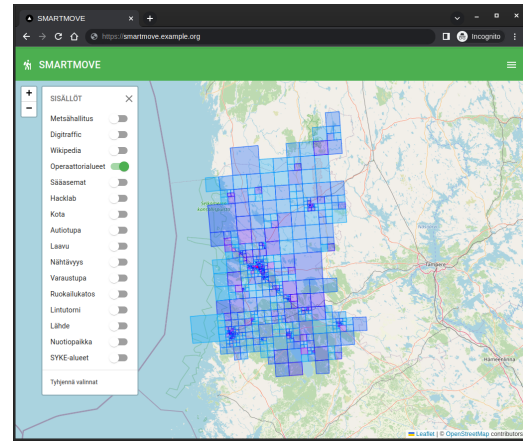 SMARTMOVE
https://smartmove.example.org
Incognito
SMARTMOVE
+
−
SISÄLLÖT
Metsähallitus
Digitraffic
Wikipedia
Operaattorialueet
Sääasemat
Hacklab
Kota
Autiotupa
Laavu
Nähtävyys
Varaustupa
Ruokailukatos
Lintutorni
Lähde
Nuotiopaikka
SYKE-alueet
Tyhjennä valinnat
Tampere
Hämeenlinna
Leaflet | © OpenStreetMap contributors